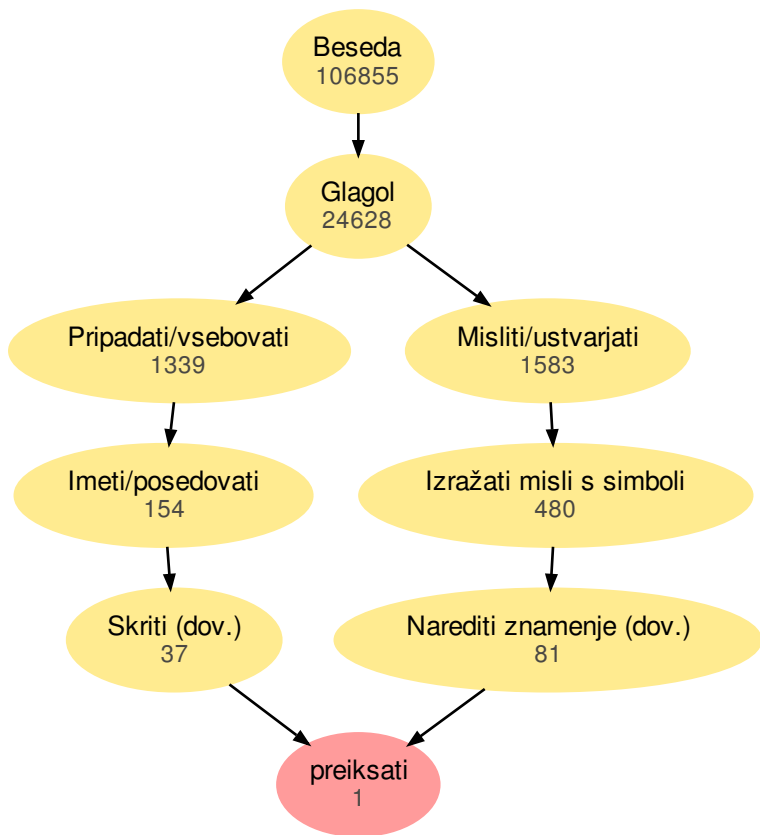 Beseda
106855
Glagol
24628
Pripadati/vsebovati
1339
Misliti/ustvarjati
1583
Imeti/posedovati
154
Izražati misli s simboli
480
Skriti (dov.)
37
Narediti znamenje (dov.)
81
preiksati
1